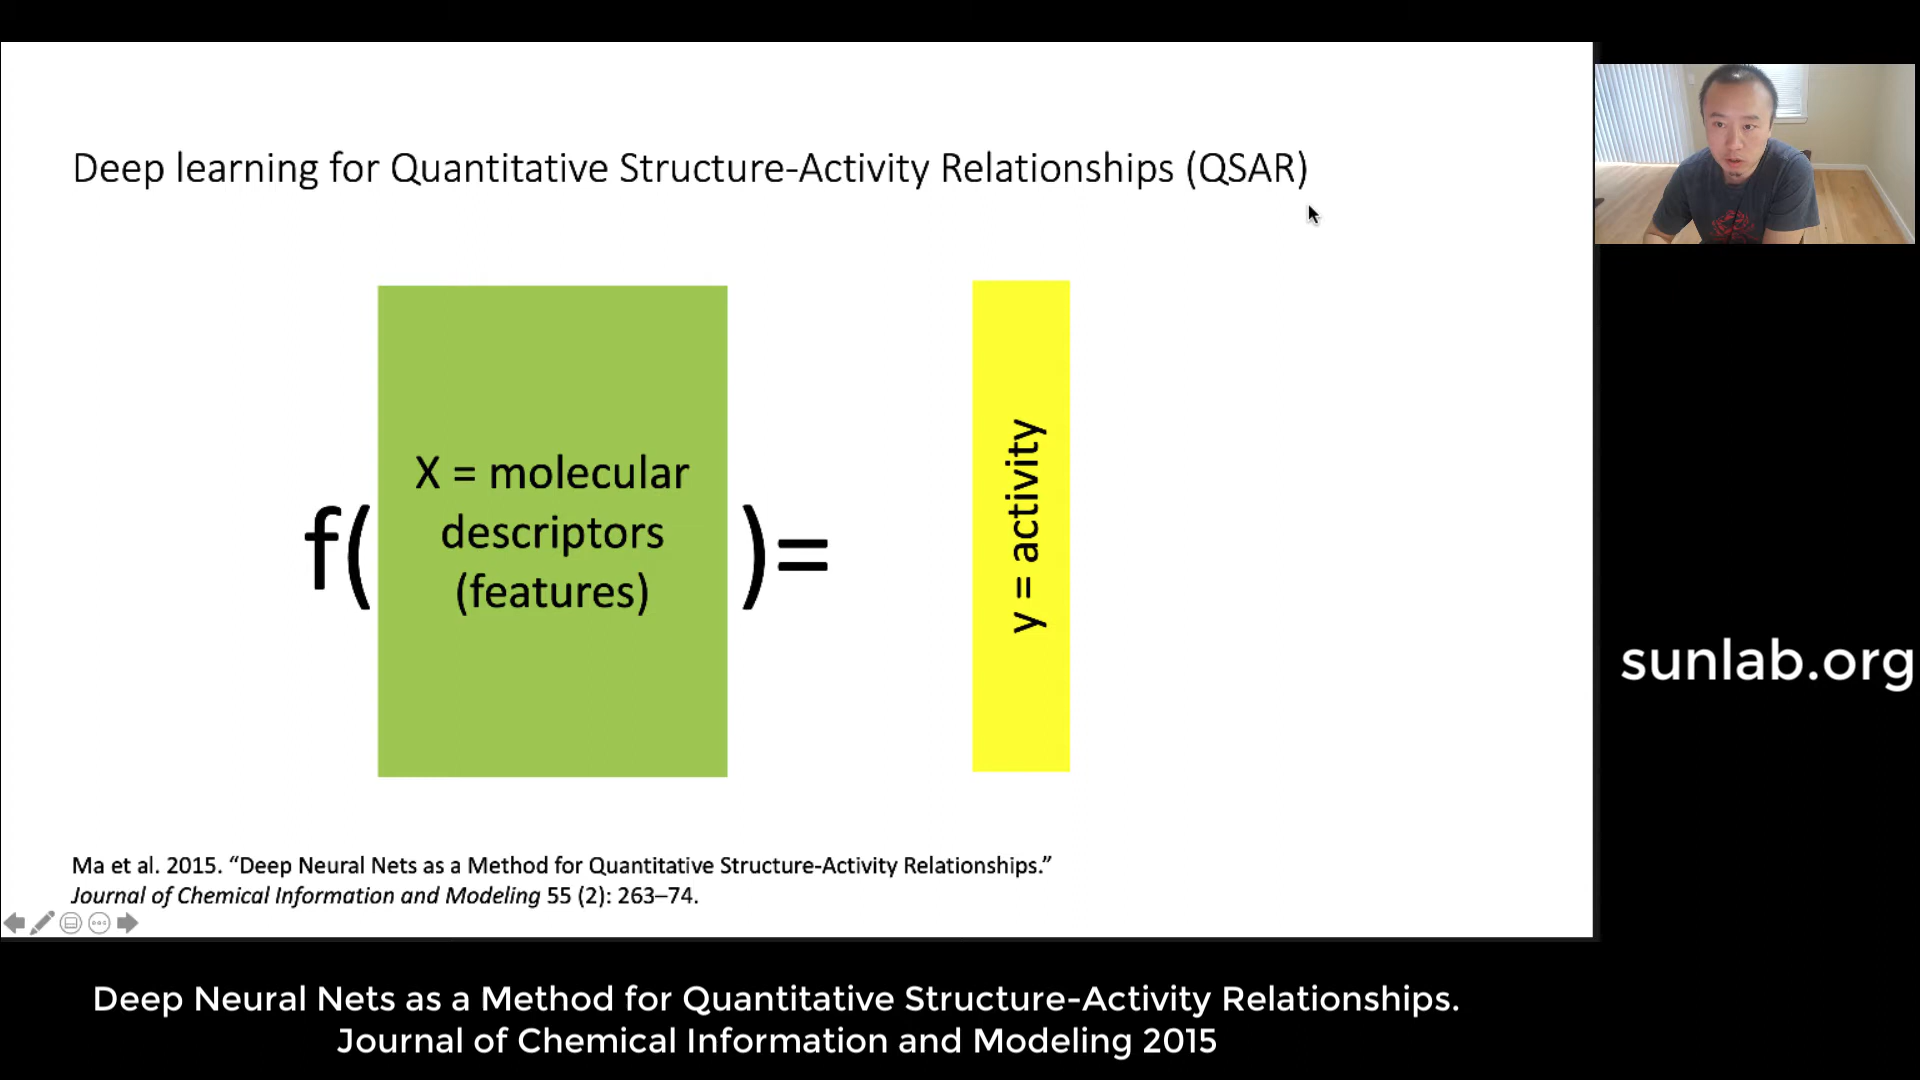 Deep learning for Quantitative Structure-Activity Relationships (QSAR)
f(
X = molecular
descriptors
(features)
)=
y = activity
sunlab.org
Ma et al. 2015. “Deep Neural Nets as a Method for Quantitative Structure-Activity Relationships.”
Journal of Chemical Information and Modeling 55 (2): 263–74.
Deep Neural Nets as a Method for Quantitative Structure-Activity Relationships.
Journal of Chemical Information and Modeling 2015